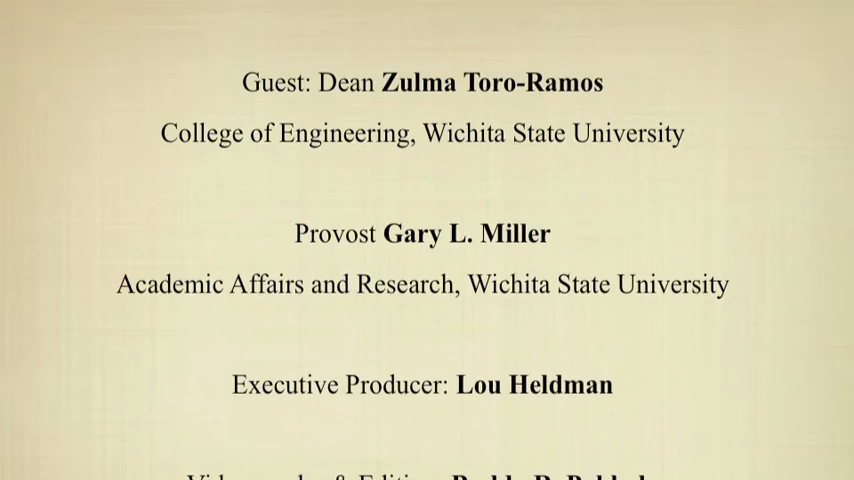 Guest: Dean Zulma Toro-Ramos
College of Engineering, Wichita State University
Provost Gary L. Miller
Academic Affairs and Research, Wichita State University
Executive Producer: Lou Heldman